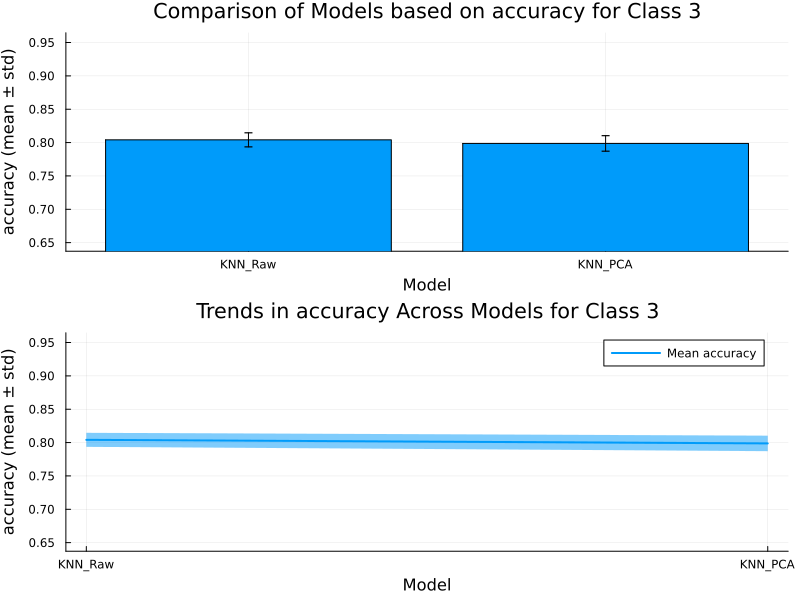 Comparison of Models based on accuracy for Class 3
accuracy (mean ± std)
0.95
0.90
0.85
0.80
0.75
0.70
0.65
KNN_Raw KNN_PCA
Model
Trends in accuracy Across Models for Class 3
accuracy (mean ± std)
0.95
0.90
0.85
0.80
0.75
0.70
0.65
Mean accuracy
KNN_Raw KNN_PCA
Model